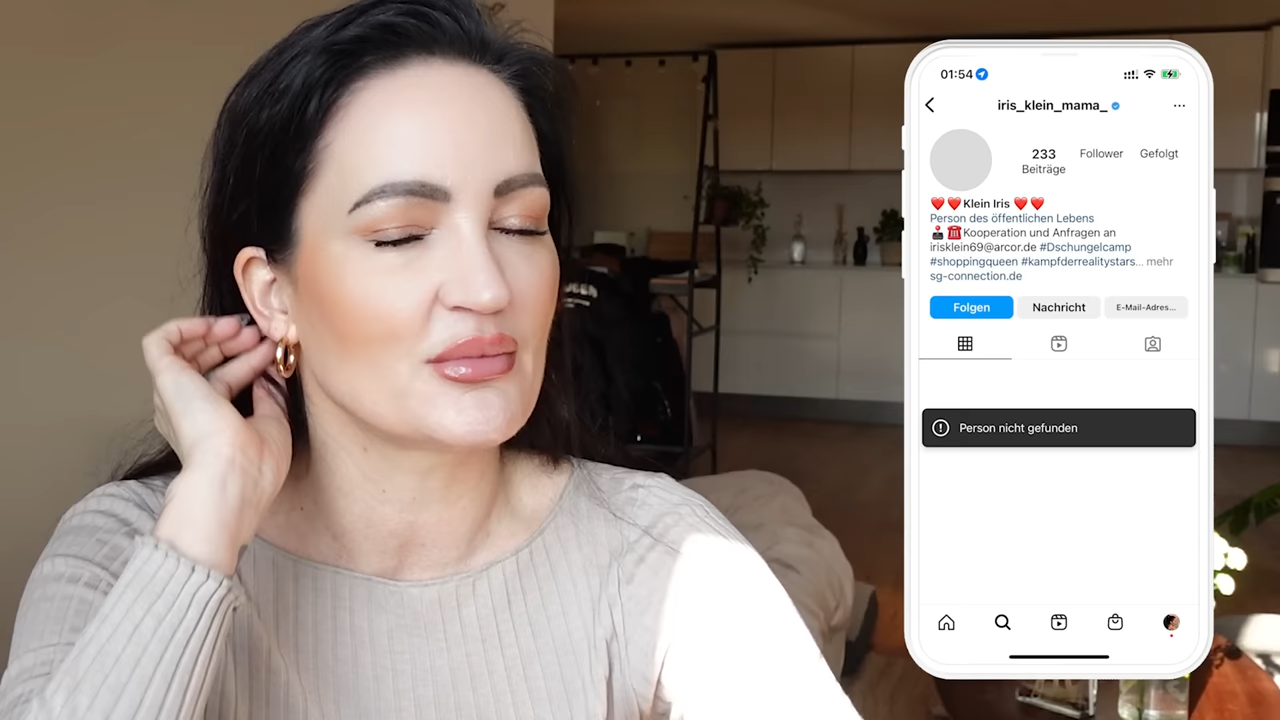 01:54
iris_klein_mama_
233
Beiträge
Follower
Gefolgt
❤️ ❤️Klein Iris ❤️ ❤️
Person des öffentlichen Lebens
🕹️☎️Kooperation und Anfragen an
irisklein69@arcor.de #Dschungelcamp
#shoppingqueen #kampfderrealitystars... mehr
sg-connection.de
Folgen
Nachricht
E-Mail-Adres...
Person nicht gefunden